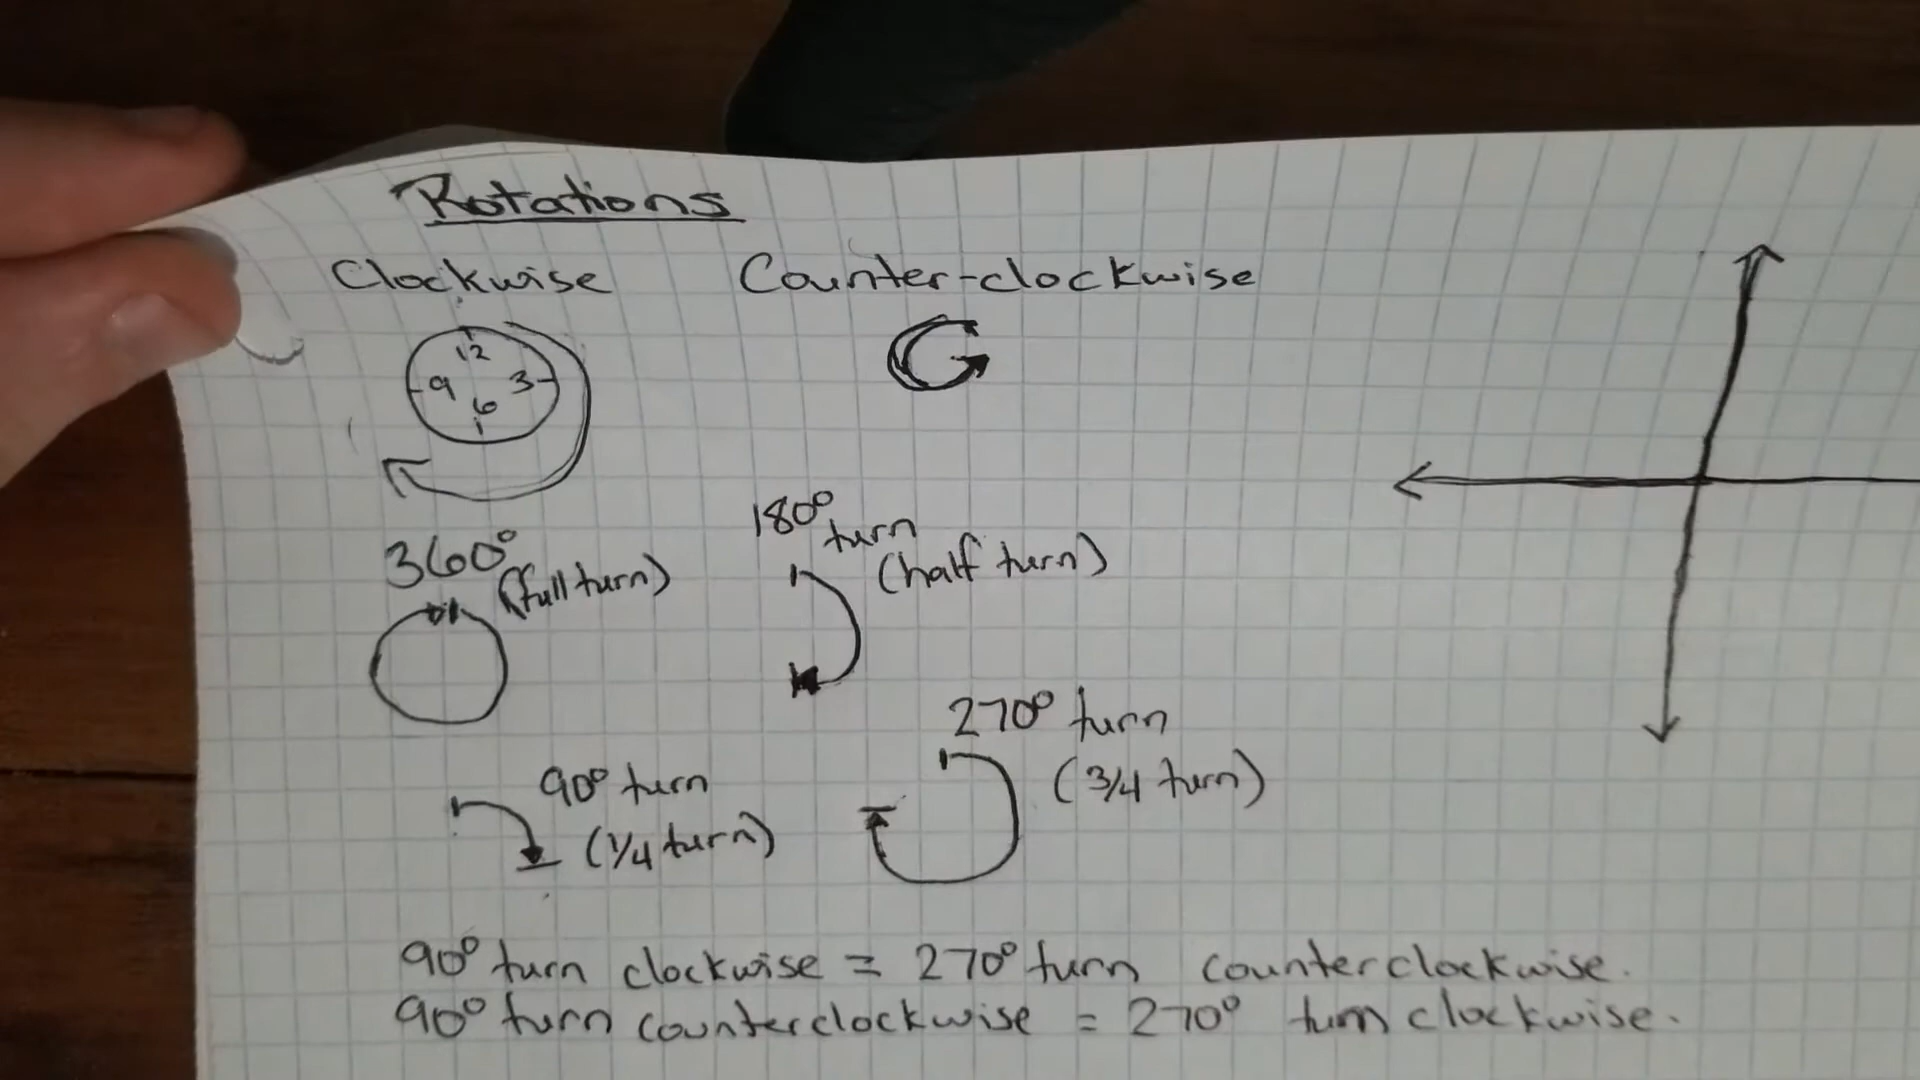 Rotations
Clockwise
Counter-clockwise
12
9 3
6
360°
(full turn)
180°
turn
(half turn)
90° turn
(1/4 turn)
270° turn
(3/4 turn)
90° turn clockwise = 270° turn counterclockwise.
90° turn counterclockwise = 270° turn clockwise.